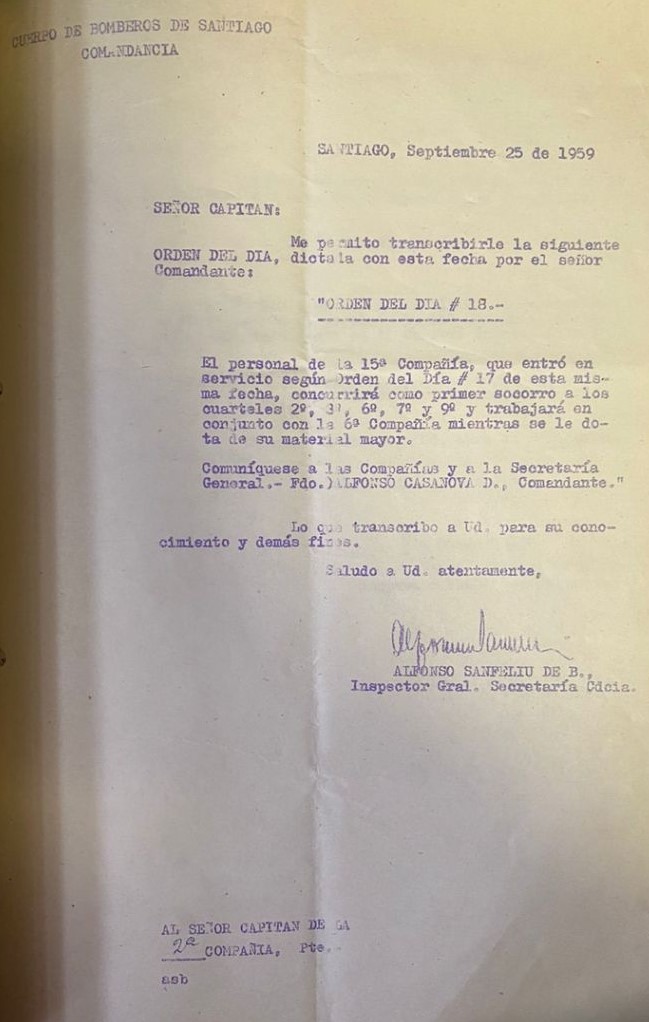 CUERPO DE BOMBEROS DE SANTIAGO
COMANDANCIA
SANTIAGO, Septiembre 25 de 1959
SEÑOR CAPITAN:
Me permito transcribirle la siguiente
ORDEN DEL DIA, dictada con esta fecha por el señor
Comandante:
"ORDEN DEL DIA # 18.-
El personal de la 15ª Compañía, que entró en
servicio según Orden del Día # 17 de esta mis-
ma fecha, concurrirá como primer socorro a los
cuarteles 2º, 3º, 6º, 7º y 9º y trabajará en
conjunto con la 6ª Compañía mientras se le do-
ta de su material mayor.
Comuníquese a las Compañías y a la Secretaría
General.- Fdo.)ALFONSO CASANOVA D., Comandante."
Lo que transcribo a Ud. para su cono-
cimiento y demás fines.
Saludo a Ud. atentamente,
ALFONSO SANFELIU DE B.,
Inspector Gral. Secretaría Cdcia.
AL SEÑOR CAPITAN DE LA
2ª COMPAÑIA, Pte.-
asb